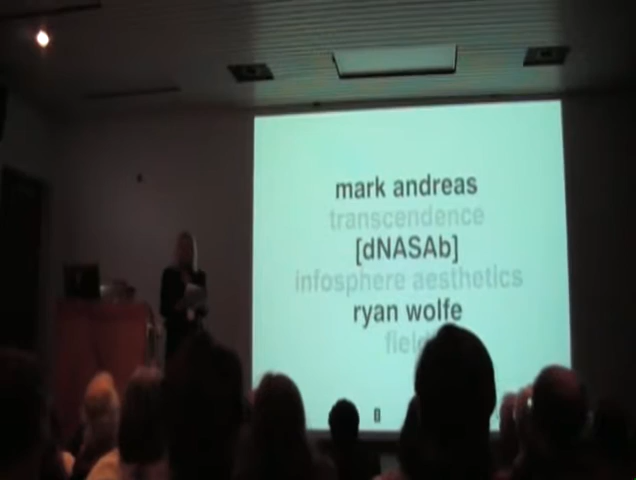 mark andreas
transcendence
[dNASAb]
infosphere aesthetics
ryan wolfe